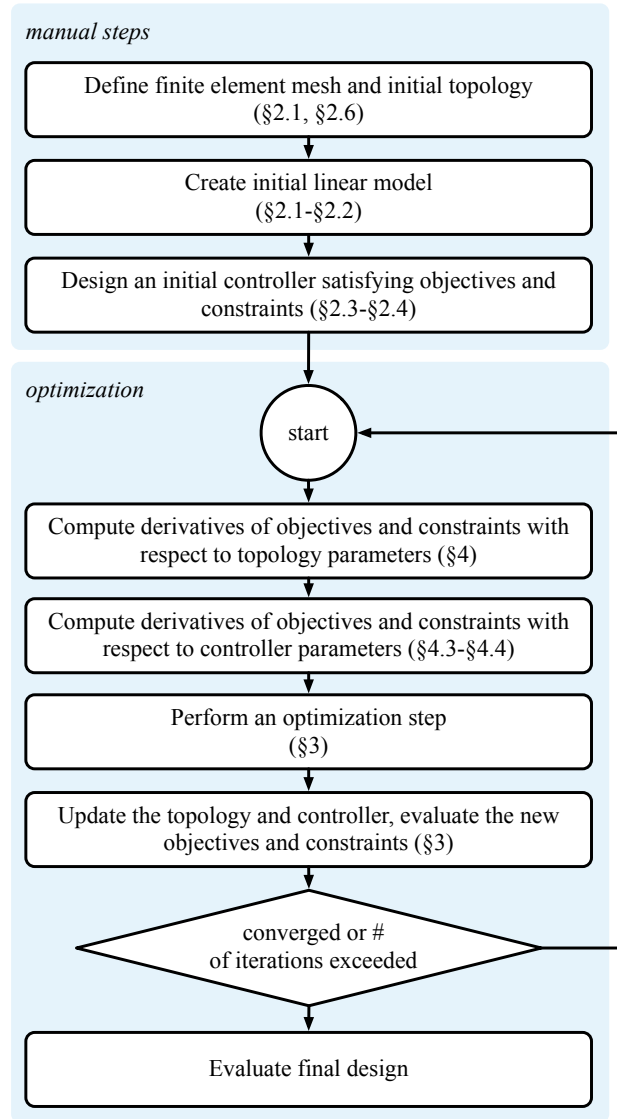 manual steps
Define finite element mesh and initial topology
(§2.1, §2.6)
Create initial linear model
(§2.1-§2.2)
Design an initial controller satisfying objectives and
constraints (§2.3-§2.4)
optimization
start
Compute derivatives of objectives and constraints with
respect to topology parameters (§4)
Compute derivatives of objectives and constraints with
respect to controller parameters (§4.3-§4.4)
Perform an optimization step
(§3)
Update the topology and controller, evaluate the new
objectives and constraints (§3)
converged or #
of iterations exceeded
Evaluate final design